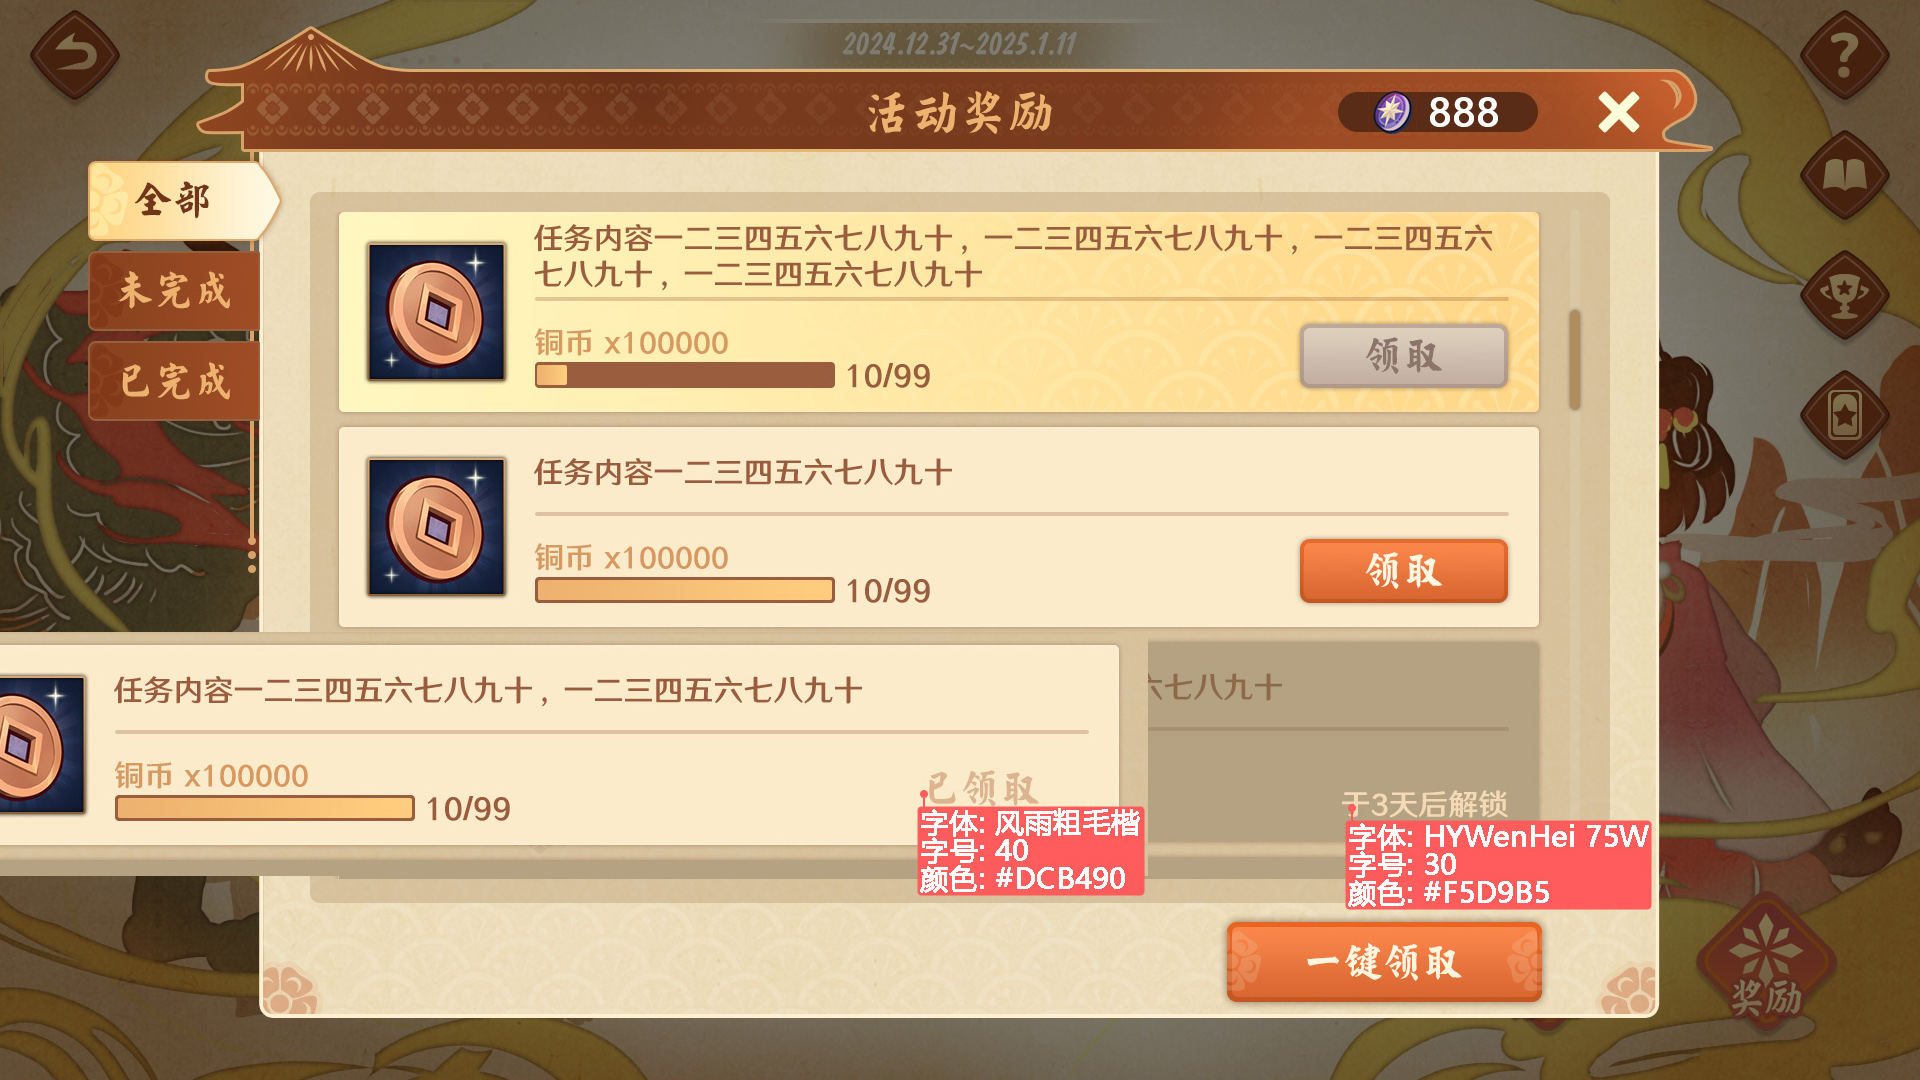 2024.12.31~2025.1.11
活动奖励
888
全部
未完成
已完成
任务内容一二三四五六七八九十，一二三四五六七八九十，一二三四五六
七八九十，一二三四五六七八九十
铜币 x100000
10/99
领取
任务内容一二三四五六七八九十
铜币 x100000
10/99
领取
任务内容一二三四五六七八九十，一二三四五六七八九十
铜币 x100000
10/99
已领取
字体: 风雨粗毛楷
字号: 40
颜色: #DCB490
六七八九十
于3天后解锁
字体: HYWenHei 75W
字号: 30
颜色: #F5D9B5
一键领取
奖励